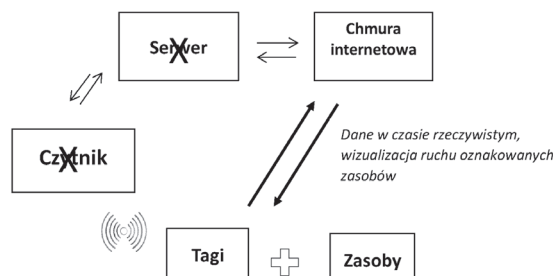 Serwer
Chmura
internetowa
Czytnik
Dane w czasie rzeczywistym,
wizualizacja ruchu oznakowanych
zasobów
Tagi
Zasoby